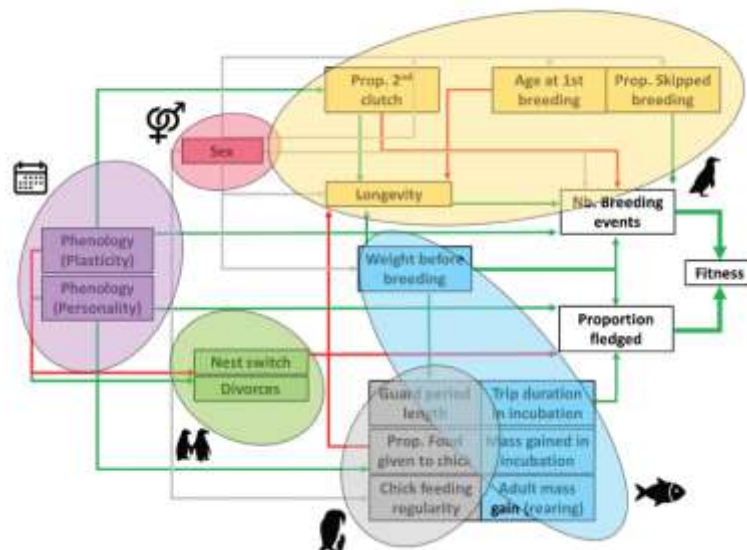 Prop. 2nd
clutch
Age at 1st
breeding
Prop. Skipped
breeding
Sex
Longevity
Nb. Breeding
events
Phenology
(Plasticity)
Phenology
(Personality)
Weight before
breeding
Fitness
Proportion
fledged
Nest switch
Divorces
Guard period
length
Trip duration
in incubation
Prop. Food
given to chick
Mass gained in
incubation
Chick feeding
regularity
Adult mass
gain (rearing)